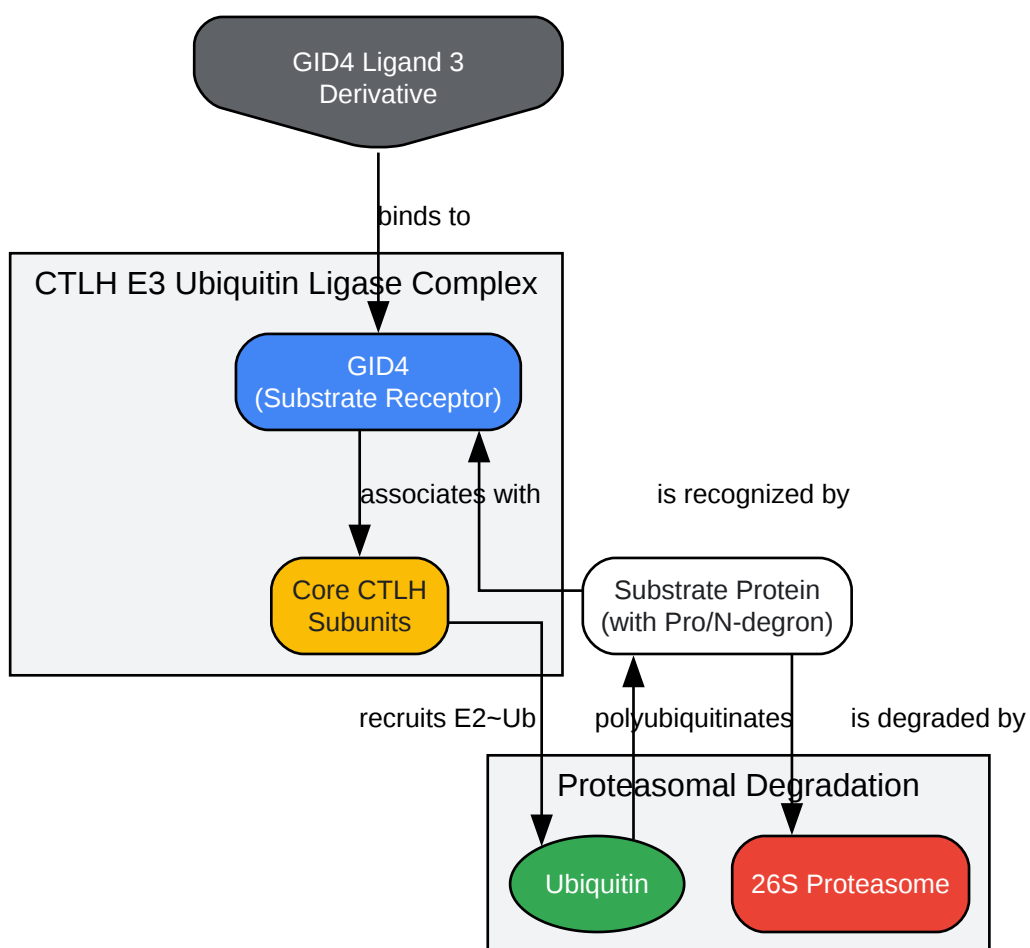 GID4 Ligand 3
Derivative
binds to
CTLH E3 Ubiquitin Ligase Complex
GID4
(Substrate Receptor)
associates with
is recognized by
Core CTLH
Subunits
Substrate Protein
(with Pro/N-degron)
recruits E2~Ub
polyubiquitinates
is degraded by
Proteasomal Degradation
Ubiquitin
26S Proteasome